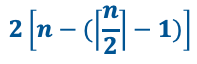 2[n − (|n/2| − 1)]